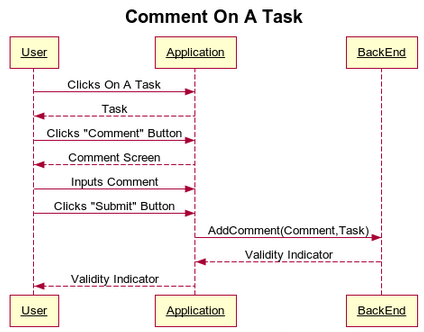 Comment On A Task
User
Application
BackEnd
Clicks On A Task
Task
Clicks "Comment" Button
Comment Screen
Inputs Comment
Clicks "Submit" Button
AddComment(Comment,Task)
Validity Indicator
Validity Indicator
User
Application
BackEnd